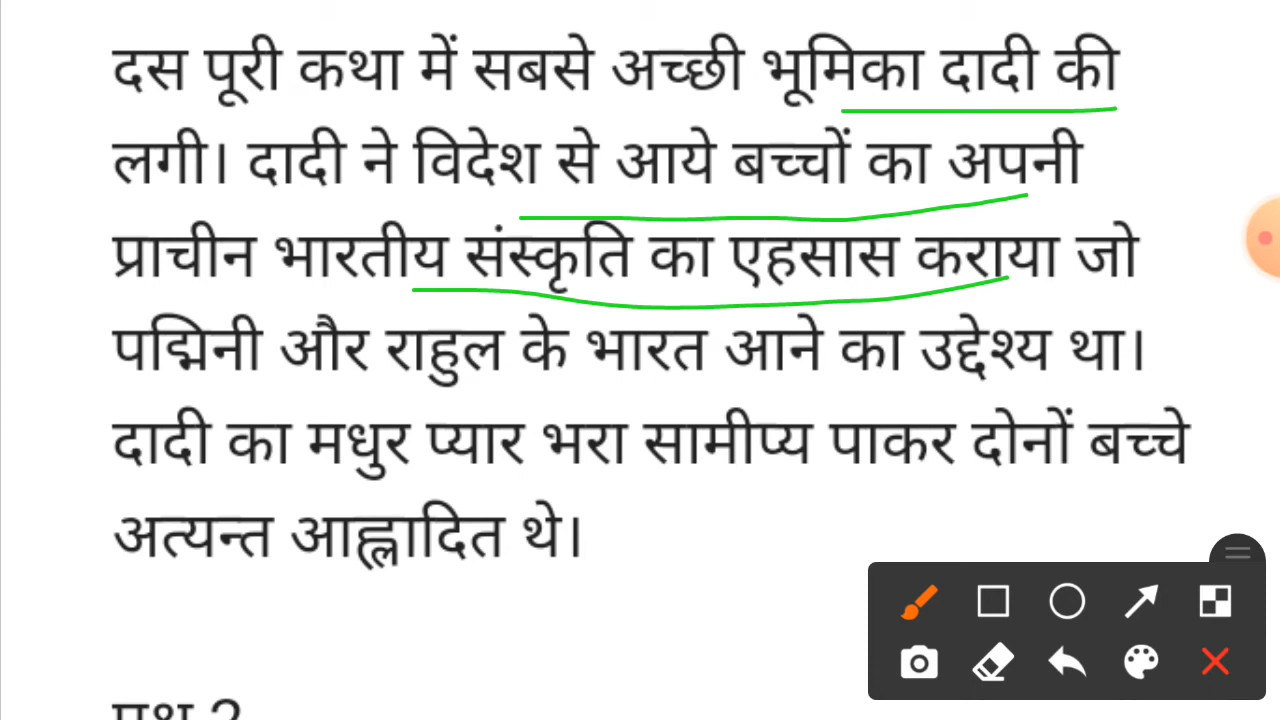 दस पूरी कथा में सबसे अच्छी भूमिका दादी की
लगी। दादी ने विदेश से आये बच्चों का अपनी
प्राचीन भारतीय संस्कृति का एहसास कराया जो
पद्मिनी और राहुल के भारत आने का उद्देश्य था।
दादी का मधुर प्यार भरा सामीप्य पाकर दोनों बच्चे
अत्यन्त आह्लादित थे।